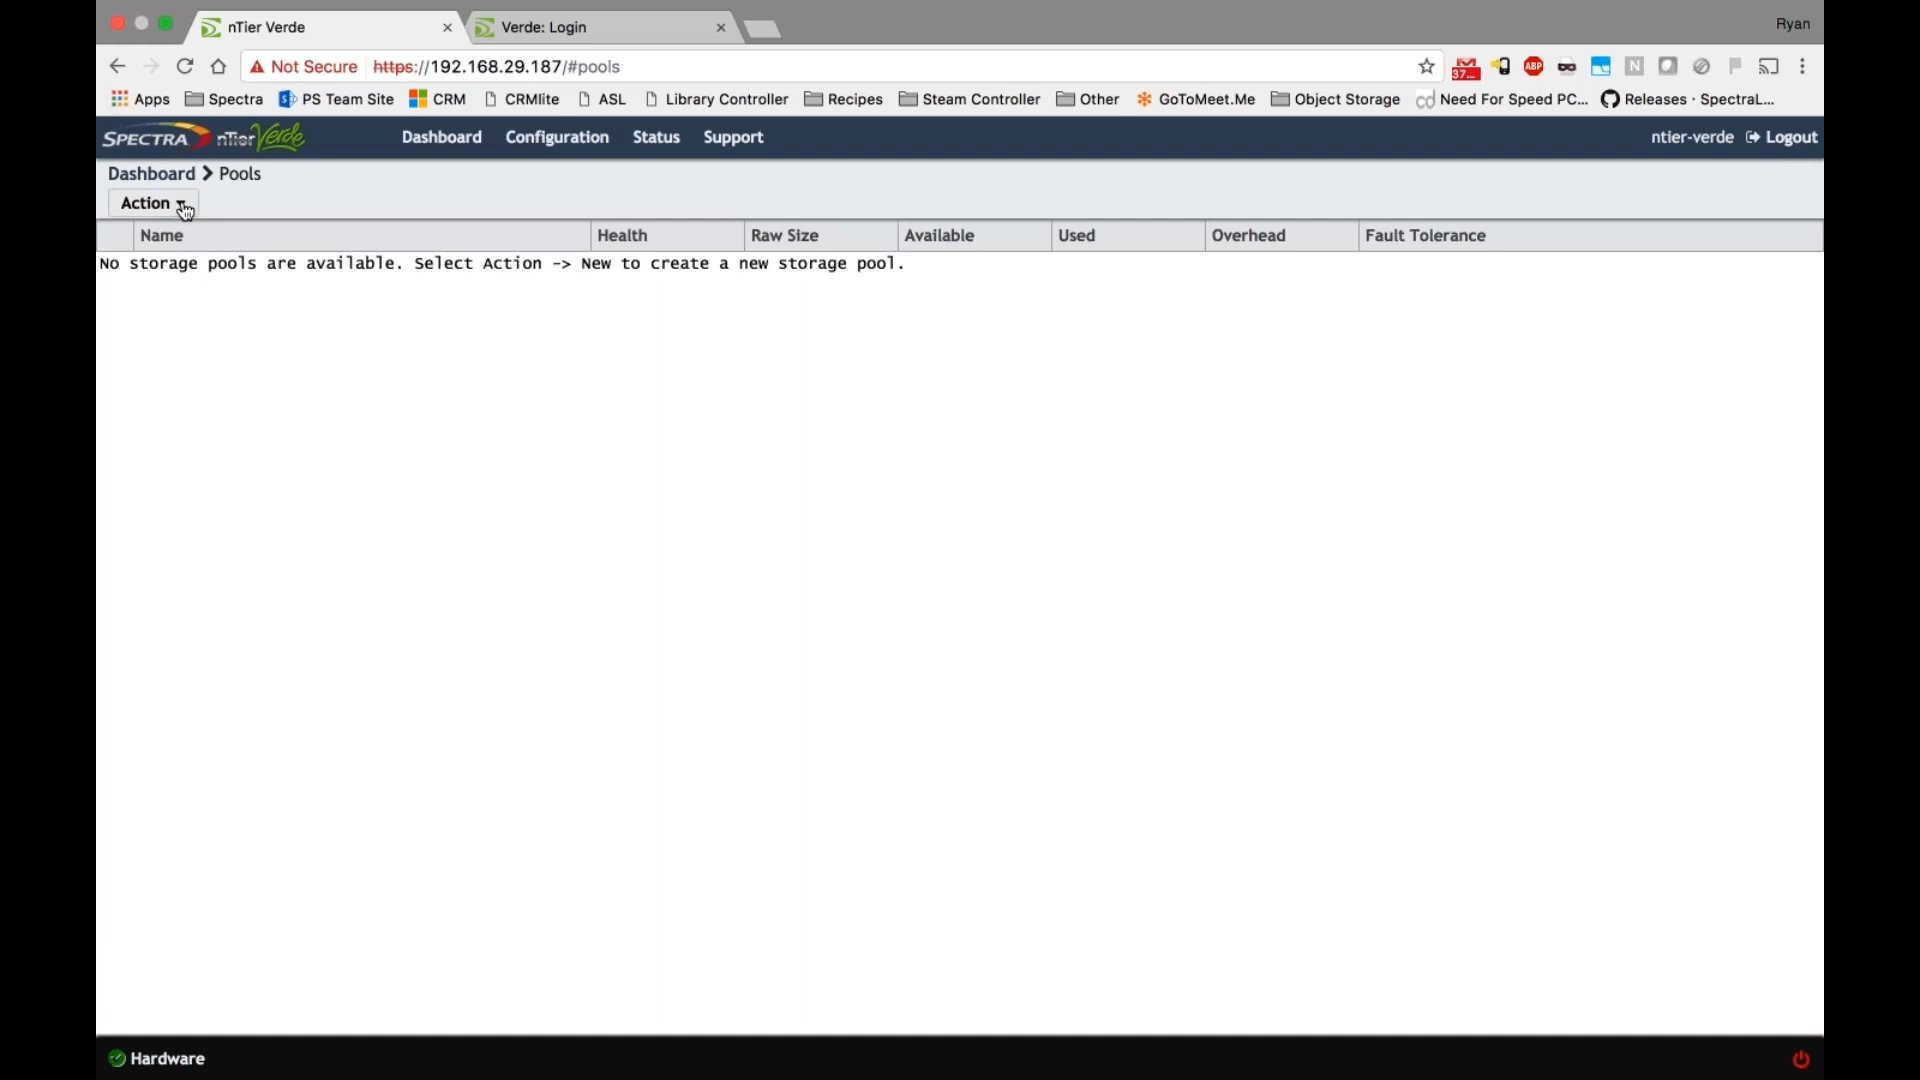 nTier Verde
Verde: Login
Ryan
Not Secure https://192.168.29.187/#pools
37...
ABP
N
Apps Spectra PS Team Site CRM CRMlite ASL Library Controller Recipes Steam Controller Other GoToMeet.Me Object Storage cd Need For Speed PC... Releases · SpectraL...
SPECTRA nTier Verde Dashboard Configuration Status Support ntier-verde Logout
Dashboard > Pools
Action
Name Health Raw Size Available Used Overhead Fault Tolerance
No storage pools are available. Select Action -> New to create a new storage pool.
Hardware